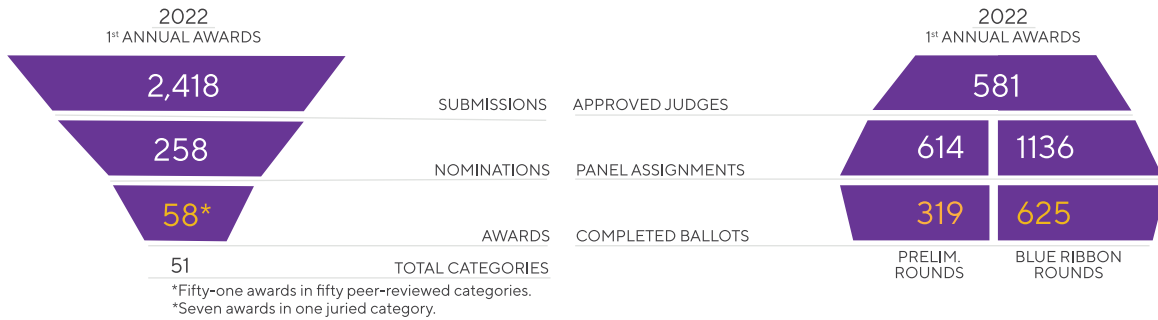 2022
1st ANNUAL AWARDS
2,418
SUBMISSIONS
258
NOMINATIONS
58*
AWARDS
51
TOTAL CATEGORIES
*Fifty-one awards in fifty peer-reviewed categories.
*Seven awards in one juried category.
2022
1st ANNUAL AWARDS
APPROVED JUDGES
581
PANEL ASSIGNMENTS
614 1136
COMPLETED BALLOTS
319 625
PRELIM. ROUNDS
BLUE RIBBON ROUNDS